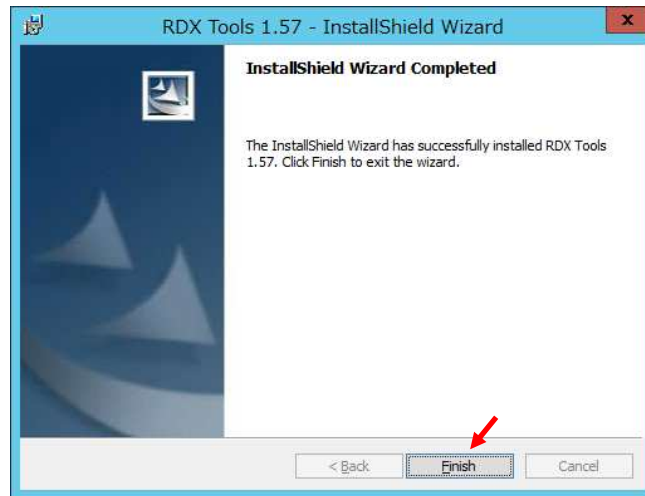 RDX Tools 1.57 - InstallShield Wizard
x
InstallShield Wizard Completed
The InstallShield Wizard has successfully installed RDX Tools
1.57. Click Finish to exit the wizard.
< Back Finish Cancel